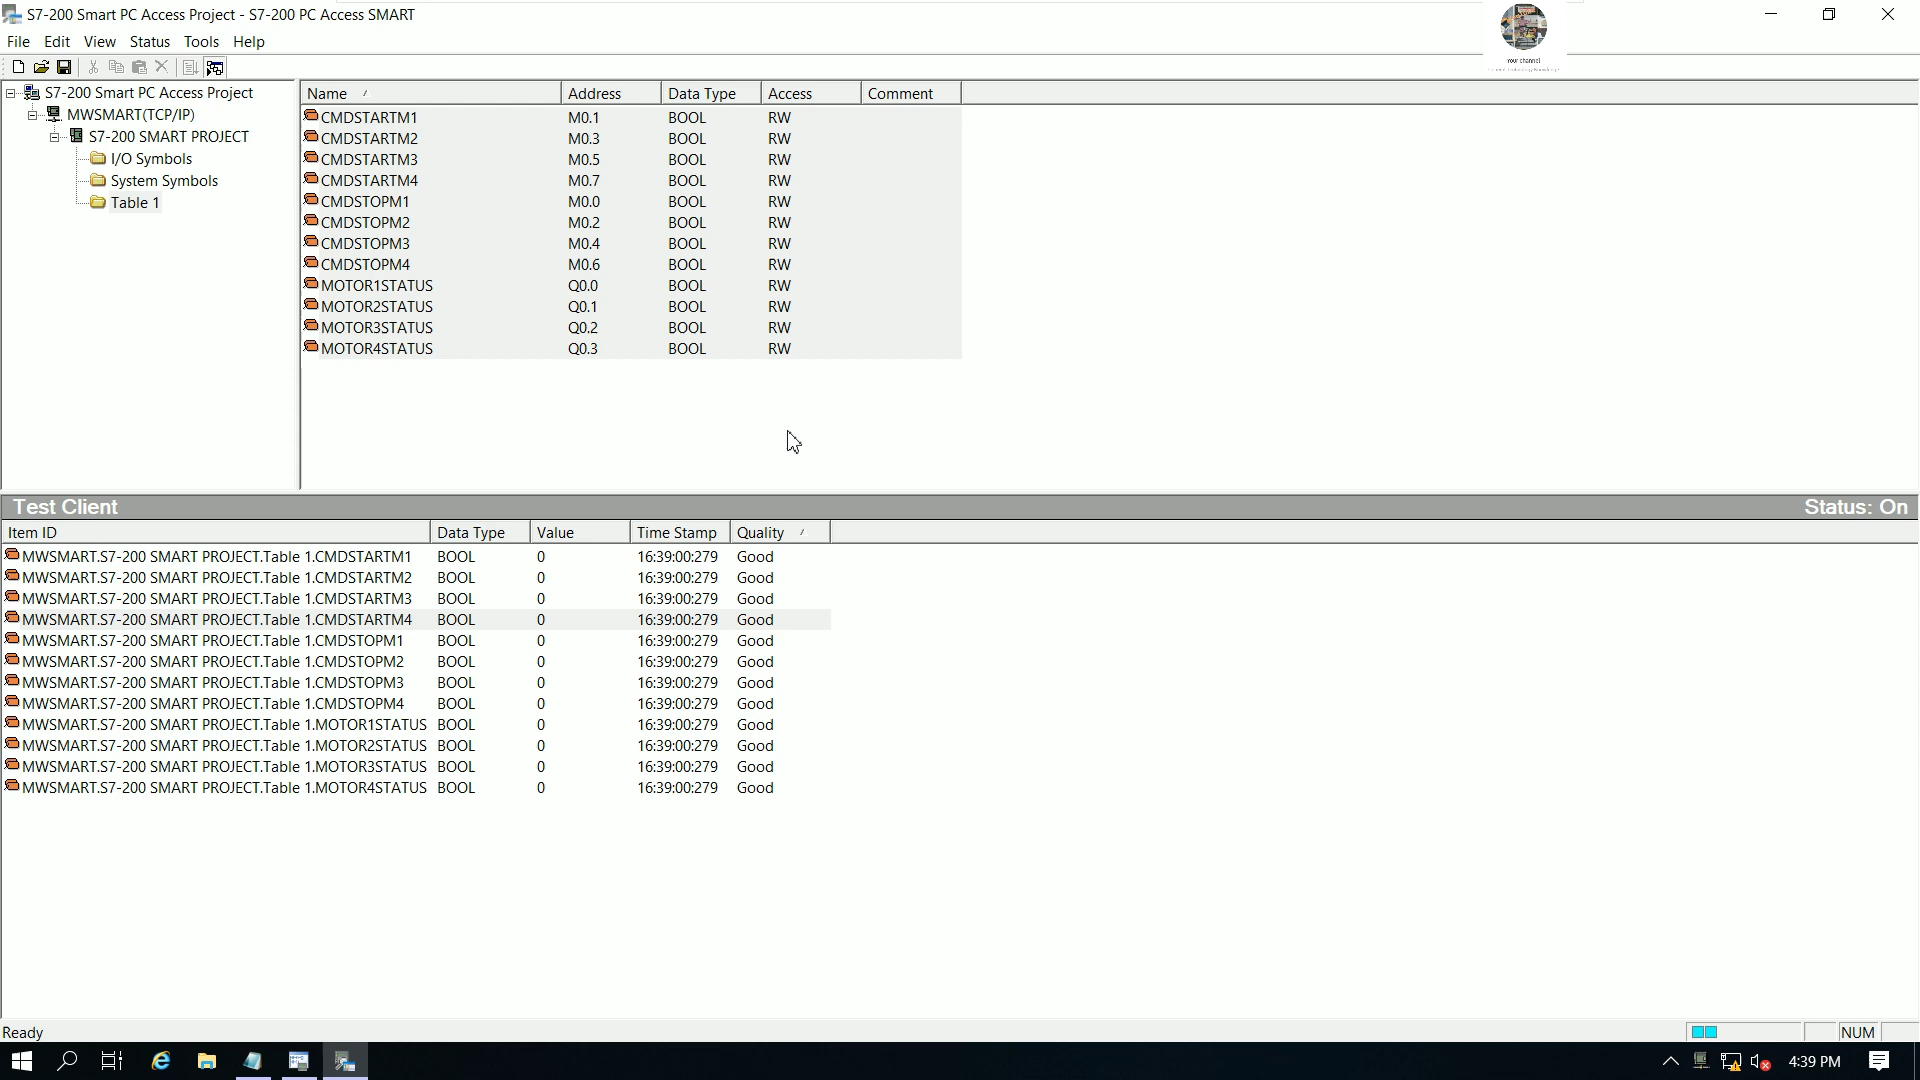 S7-200 Smart PC Access Project - S7-200 PC Access SMART
File Edit View Status Tools Help
Your channel
S7-200 Smart PC Access Project
MWSMART(TCP/IP)
S7-200 SMART PROJECT
I/O Symbols
System Symbols
Table 1
Name Address Data Type Access Comment
CMDSTARTM1 M0.1 BOOL RW
CMDSTARTM2 M0.3 BOOL RW
CMDSTARTM3 M0.5 BOOL RW
CMDSTARTM4 M0.7 BOOL RW
CMDSTOPM1 M0.0 BOOL RW
CMDSTOPM2 M0.2 BOOL RW
CMDSTOPM3 M0.4 BOOL RW
CMDSTOPM4 M0.6 BOOL RW
MOTOR1STATUS Q0.0 BOOL RW
MOTOR2STATUS Q0.1 BOOL RW
MOTOR3STATUS Q0.2 BOOL RW
MOTOR4STATUS Q0.3 BOOL RW
Test Client Status: On
Item ID Data Type Value Time Stamp Quality
MWSMART.S7-200 SMART PROJECT.Table 1.CMDSTARTM1 BOOL 0 16:39:00:279 Good
MWSMART.S7-200 SMART PROJECT.Table 1.CMDSTARTM2 BOOL 0 16:39:00:279 Good
MWSMART.S7-200 SMART PROJECT.Table 1.CMDSTARTM3 BOOL 0 16:39:00:279 Good
MWSMART.S7-200 SMART PROJECT.Table 1.CMDSTARTM4 BOOL 0 16:39:00:279 Good
MWSMART.S7-200 SMART PROJECT.Table 1.CMDSTOPM1 BOOL 0 16:39:00:279 Good
MWSMART.S7-200 SMART PROJECT.Table 1.CMDSTOPM2 BOOL 0 16:39:00:279 Good
MWSMART.S7-200 SMART PROJECT.Table 1.CMDSTOPM3 BOOL 0 16:39:00:279 Good
MWSMART.S7-200 SMART PROJECT.Table 1.CMDSTOPM4 BOOL 0 16:39:00:279 Good
MWSMART.S7-200 SMART PROJECT.Table 1.MOTOR1STATUS BOOL 0 16:39:00:279 Good
MWSMART.S7-200 SMART PROJECT.Table 1.MOTOR2STATUS BOOL 0 16:39:00:279 Good
MWSMART.S7-200 SMART PROJECT.Table 1.MOTOR3STATUS BOOL 0 16:39:00:279 Good
MWSMART.S7-200 SMART PROJECT.Table 1.MOTOR4STATUS BOOL 0 16:39:00:279 Good
Ready NUM
4:39 PM